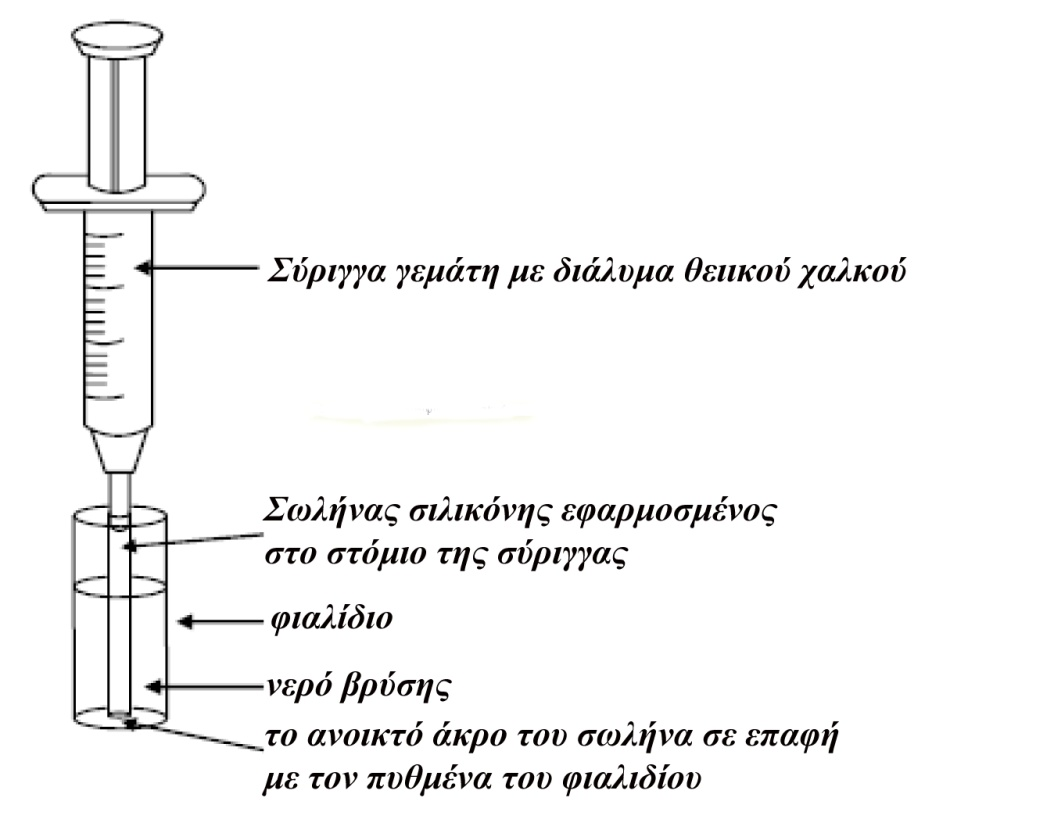 Σύριγγα γεμάτη με διάλυμα θειικού χαλκού
Σωλήνας σιλικόνης εφαρμοσμένος
στο στόμιο της σύριγγας
φιαλίδιο
νερό βρύσης
το ανοικτό άκρο του σωλήνα σε επαφή
με τον πυθμένα του φιαλιδίου